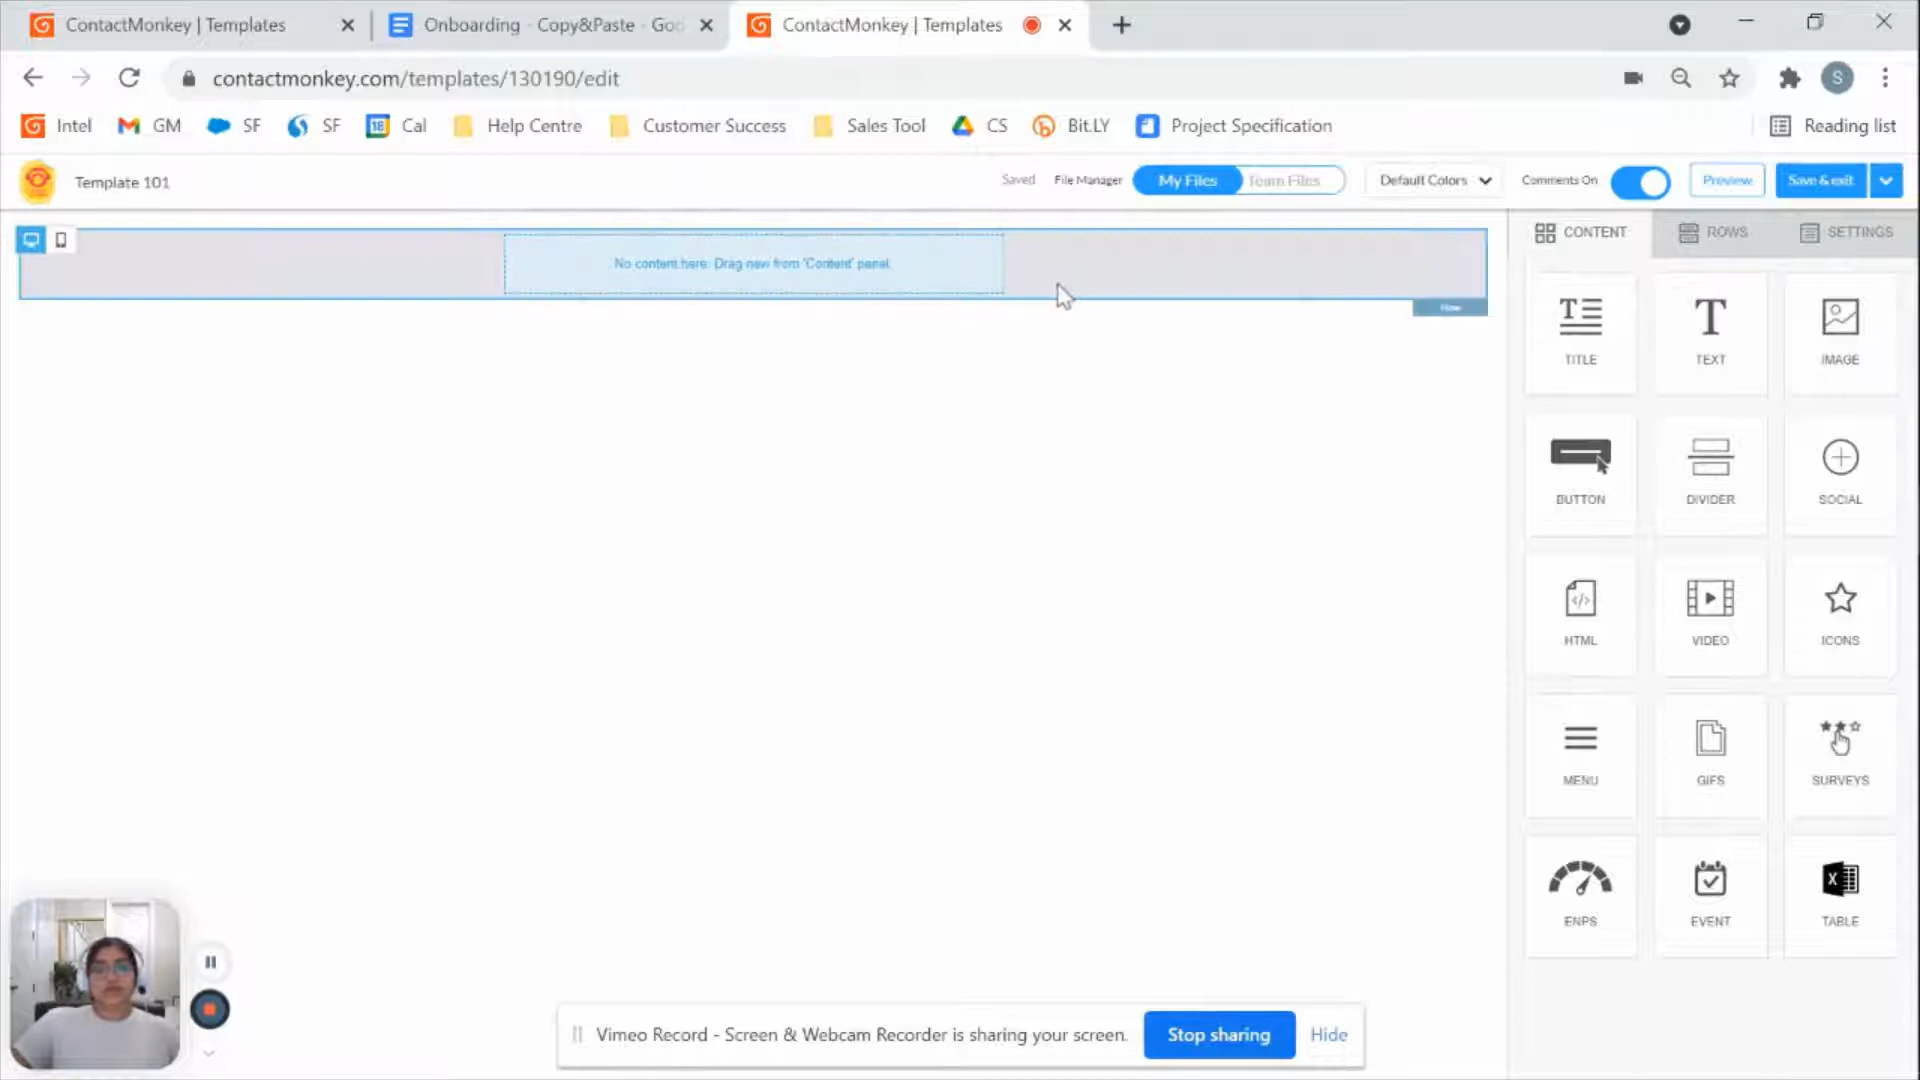 ContactMonkey | Templates
Onboarding - Copy&Paste - Goo
ContactMonkey | Templates
contactmonkey.com/templates/130190/edit
S
Intel
GM
SF
SF
18
Cal
Help Centre
Customer Success
Sales Tool
CS
Bit.LY
Project Specification
Reading list
Template 101
Saved
File Manager
My Files
Team Files
Default Colors
Comments On
Preview
Save & exit
No content here. Drag new from 'Content' panel.
Row
CONTENT
ROWS
SETTINGS
TITLE
TEXT
IMAGE
BUTTON
DIVIDER
SOCIAL
HTML
VIDEO
ICONS
MENU
GIFS
SURVEYS
ENPS
EVENT
TABLE
Vimeo Record - Screen & Webcam Recorder is sharing your screen.
Stop sharing
Hide